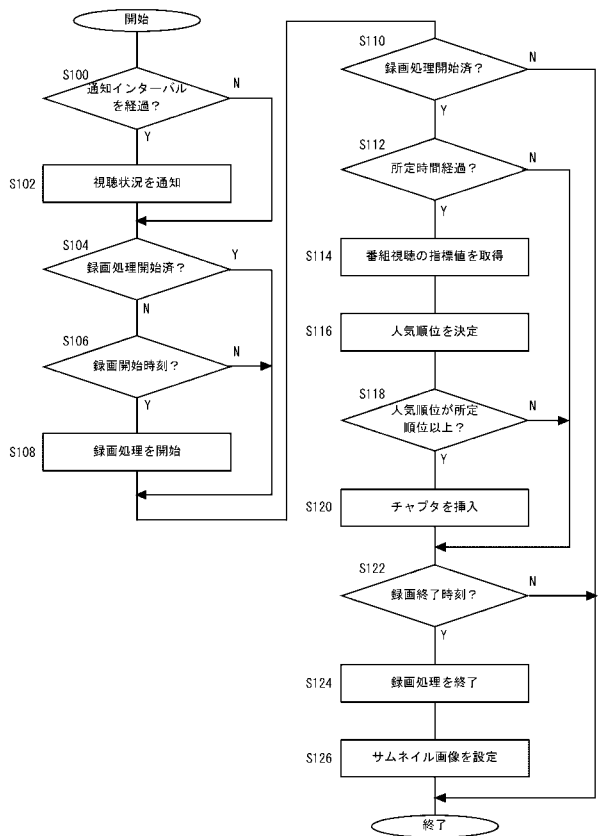 開始
S100
通知インターバル
を経過？
N
Y
S102
視聴状況を通知
S104
録画処理開始済？
Y
N
S106
録画開始時刻？
N
Y
S108
録画処理を開始
S110
録画処理開始済？
N
Y
S112
所定時間経過？
N
Y
S114
番組視聴の指標値を取得
S116
人気順位を決定
S118
人気順位が所定
順位以上？
N
Y
S120
チャプタを挿入
S122
録画終了時刻？
N
Y
S124
録画処理を終了
S126
サムネイル画像を設定
終了